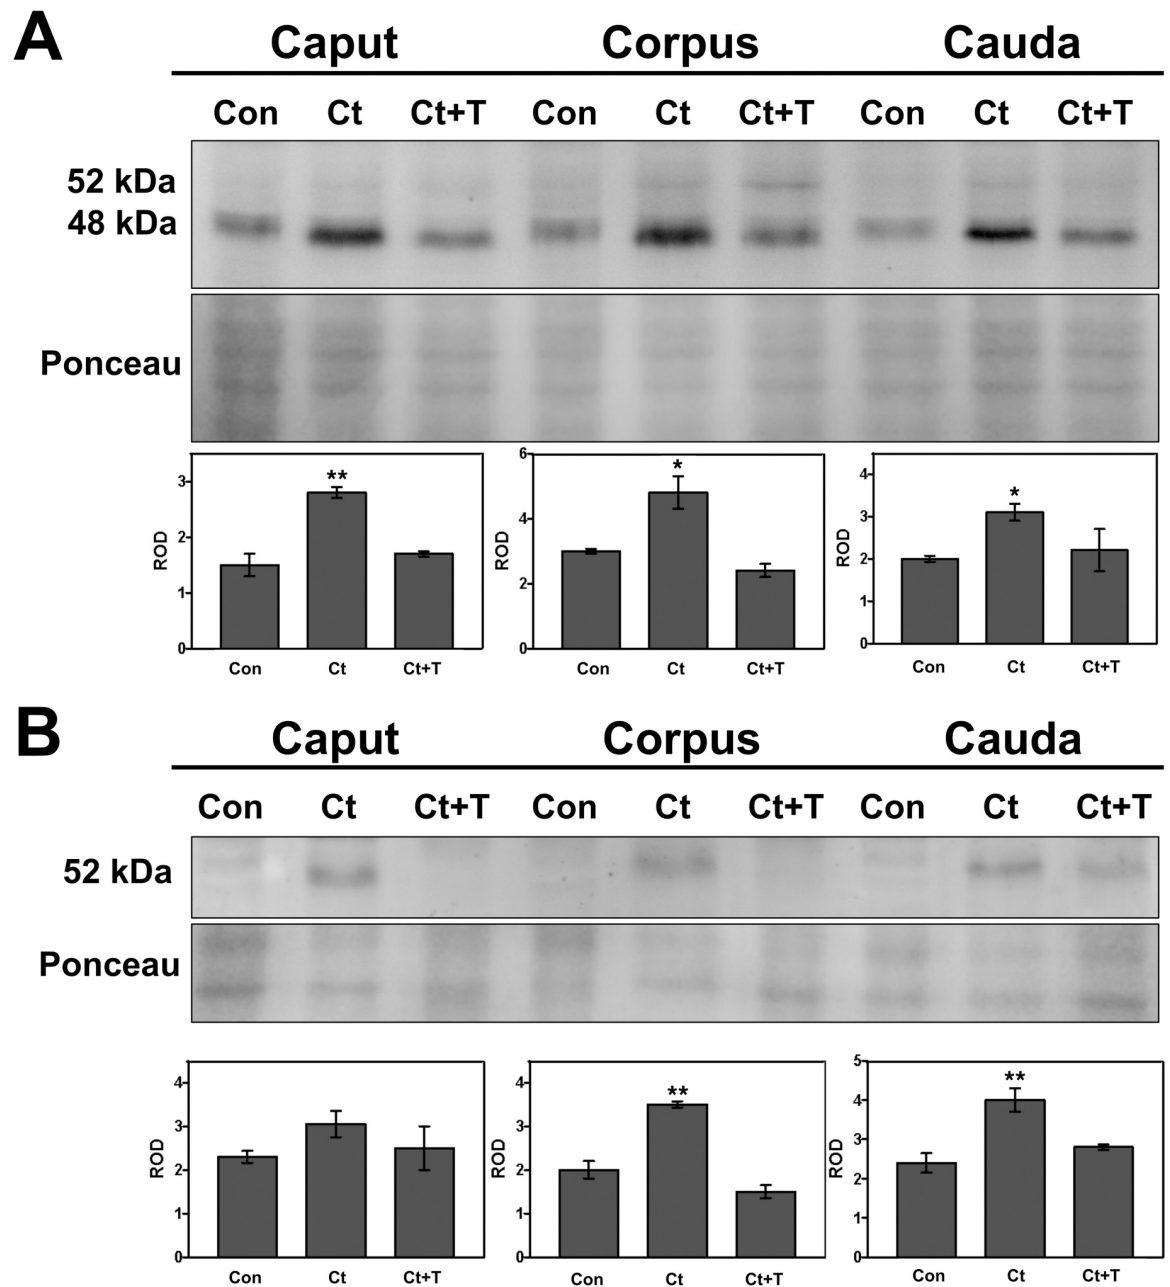 A
Caput Corpus Cauda
Con Ct Ct+T Con Ct Ct+T Con Ct Ct+T
52 kDa
48 kDa
Ponceau
3 2 1 0
ROD
**
Con Ct Ct+T
6 4 2 0
ROD
*
Con Ct Ct+T
4 3 2 1 0
ROD
*
Con Ct Ct+T
B
Caput Corpus Cauda
Con Ct Ct+T Con Ct Ct+T Con Ct Ct+T
52 kDa
Ponceau
4 3 2 1 0
ROD
Con Ct Ct+T
4 3 2 1 0
ROD
**
Con Ct Ct+T
5 4 3 2 1 0
ROD
**
Con Ct Ct+T